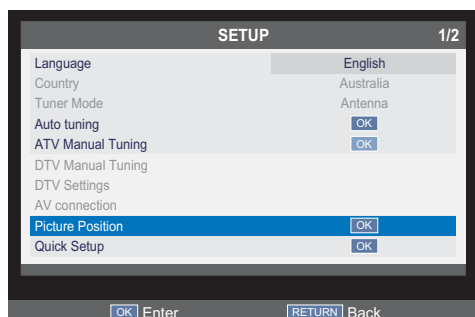 SETUP 1/2
Language English
Country Australia
Tuner Mode Antenna
Auto tuning OK
ATV Manual Tuning OK
DTV Manual Tuning
DTV Settings
AV connection
Picture Position OK
Quick Setup OK
OK Enter RETURN Back